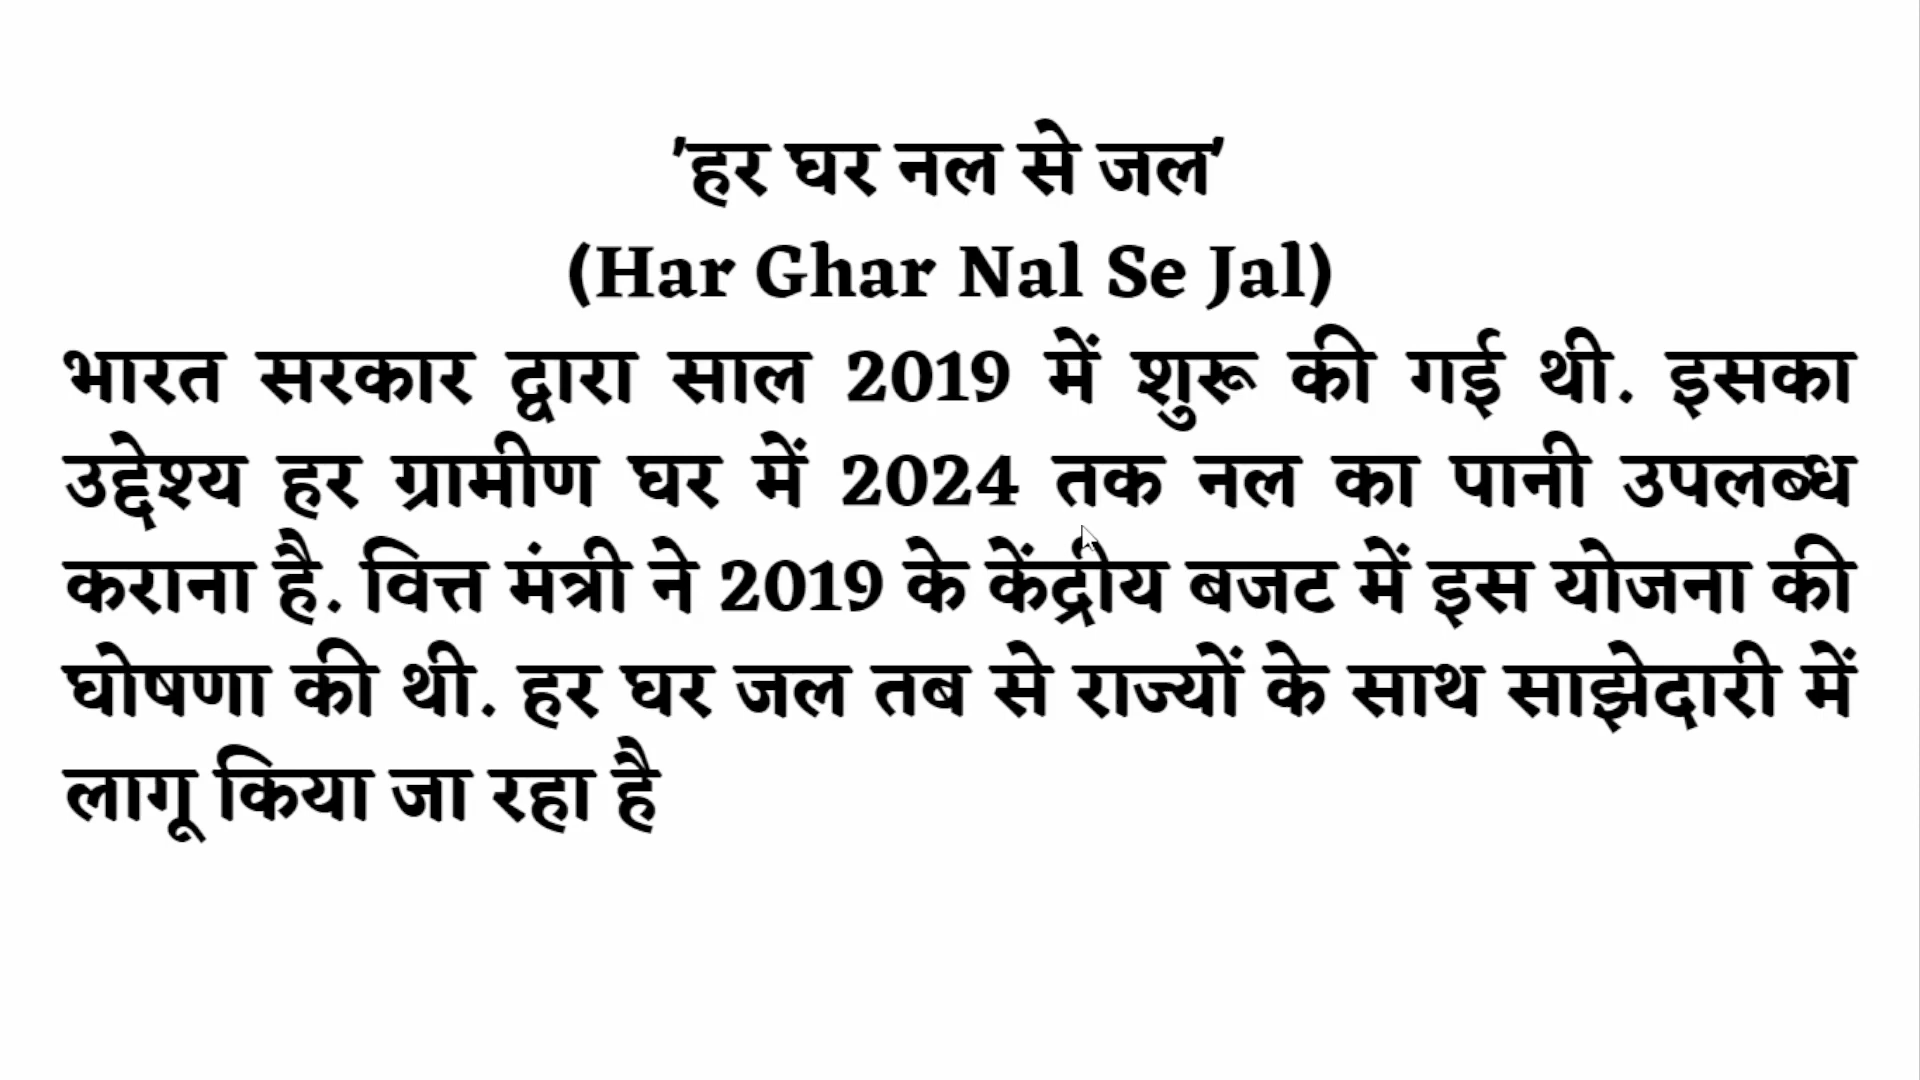 'हर घर नल से जल'
(Har Ghar Nal Se Jal)
भारत सरकार द्वारा साल 2019 में शुरू की गई थी. इसका
उद्देश्य हर ग्रामीण घर में 2024 तक नल का पानी उपलब्ध
कराना है. वित्त मंत्री ने 2019 के केंद्रीय बजट में इस योजना की
घोषणा की थी. हर घर जल तब से राज्यों के साथ साझेदारी में
लागू किया जा रहा है